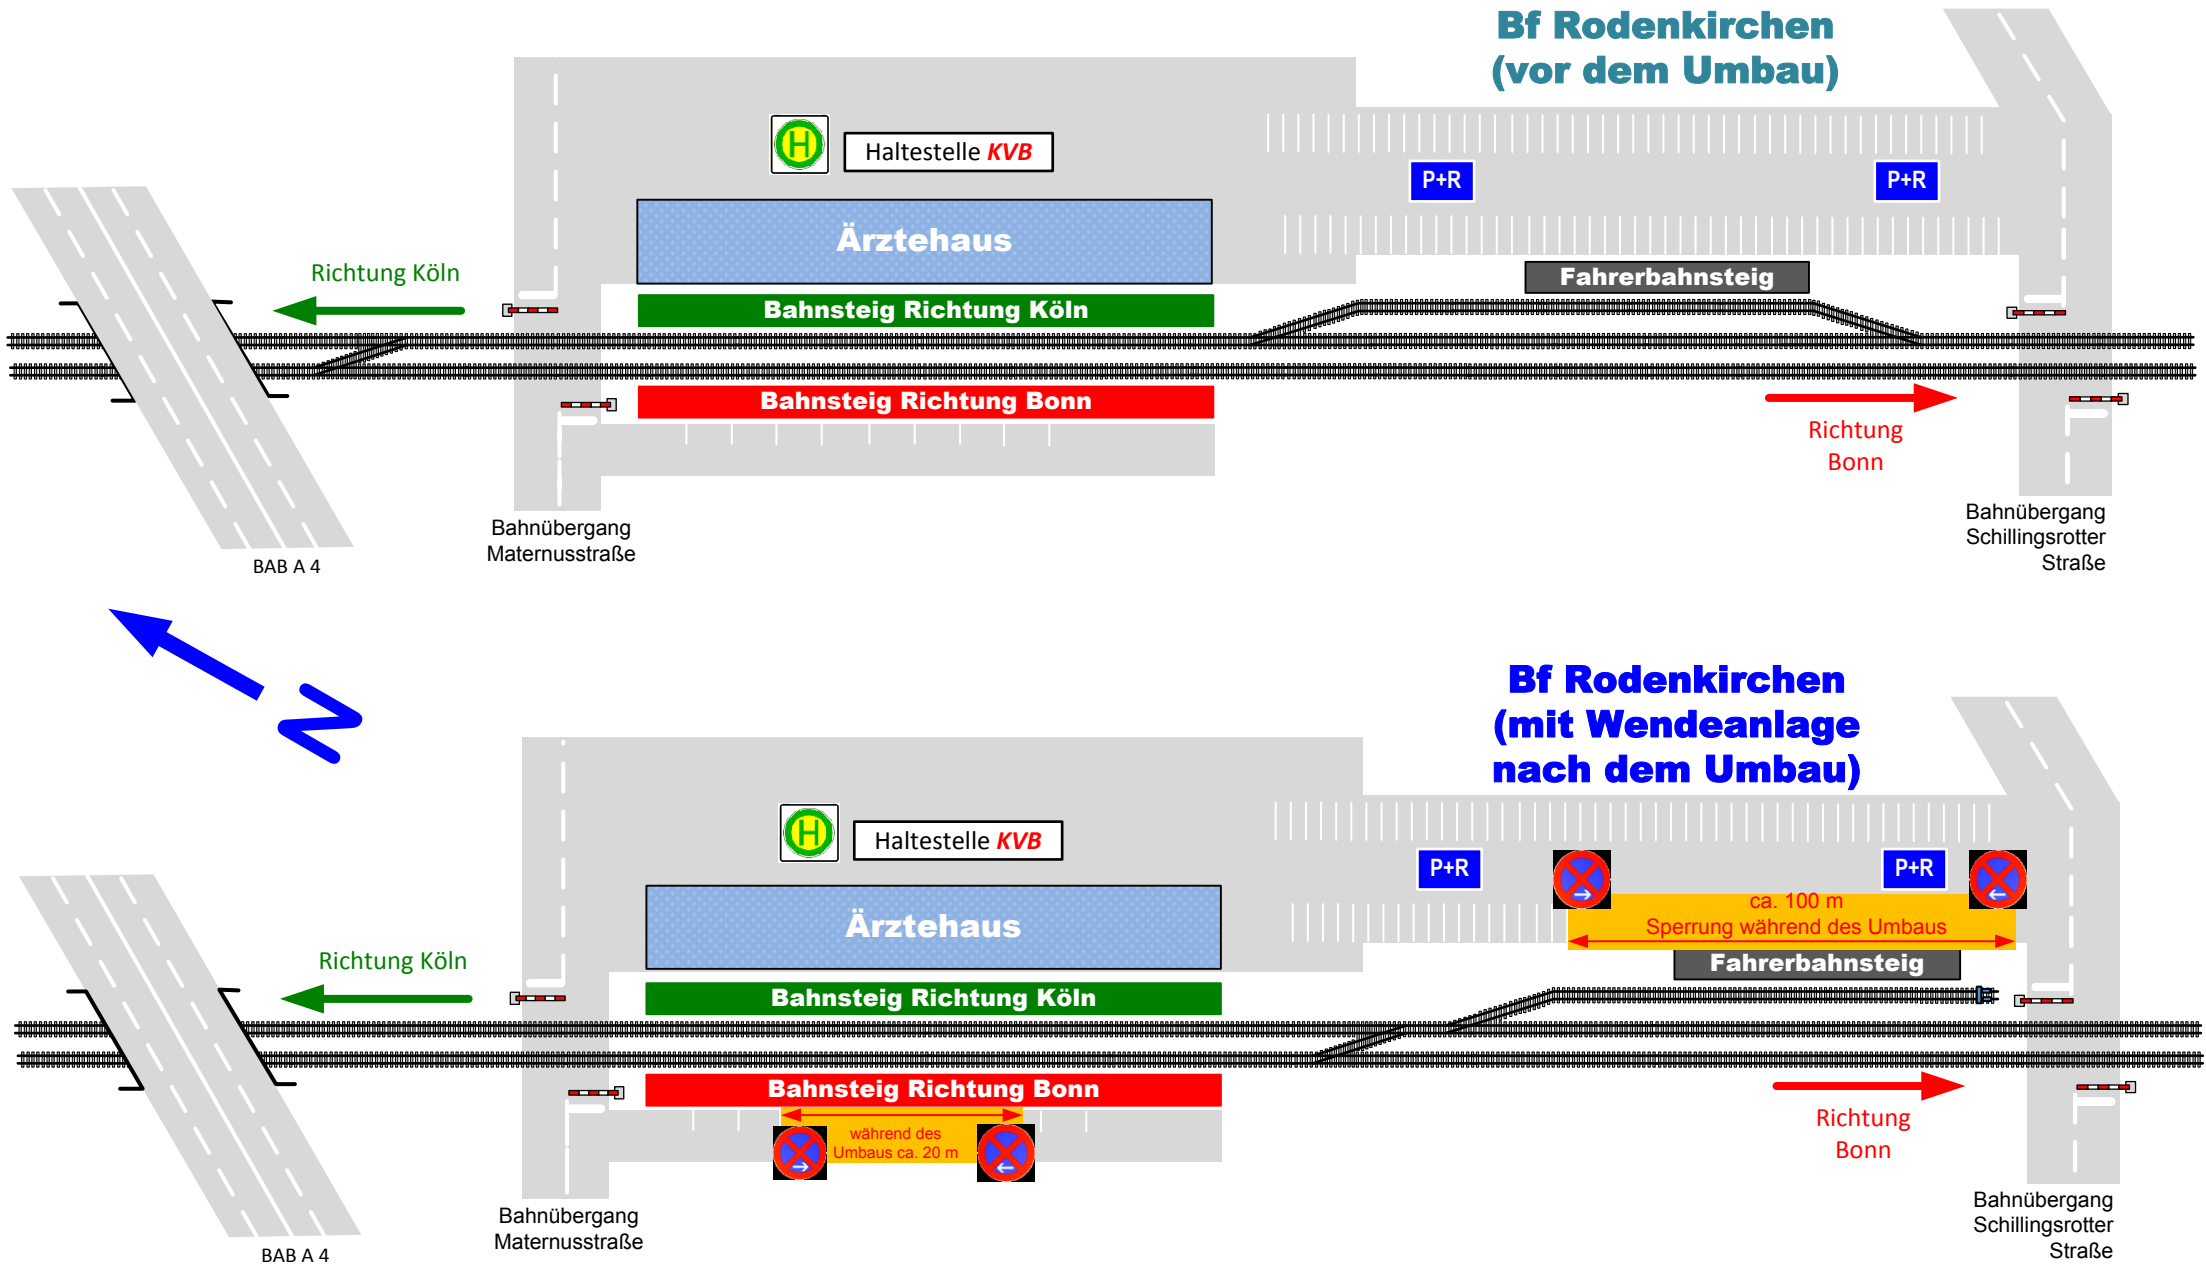 Bf Rodenkirchen
(vor dem Umbau)
H
Haltestelle KVB
P+R
P+R
Ärztehaus
Fahrerbahnsteig
Richtung Köln
Bahnsteig Richtung Köln
Bahnsteig Richtung Bonn
Richtung
Bonn
Bahnübergang
Maternusstraße
BAB A 4
Bahnübergang
Schillingsrotter
Straße
N
Bf Rodenkirchen
(mit Wendeanlage
nach dem Umbau)
H
Haltestelle KVB
P+R
P+R
ca. 100 m
Sperrung während des Umbaus
Ärztehaus
Fahrerbahnsteig
Richtung Köln
Bahnsteig Richtung Köln
Bahnsteig Richtung Bonn
während des
Umbaus ca. 20 m
Richtung
Bonn
Bahnübergang
Maternusstraße
BAB A 4
Bahnübergang
Schillingsrotter
Straße